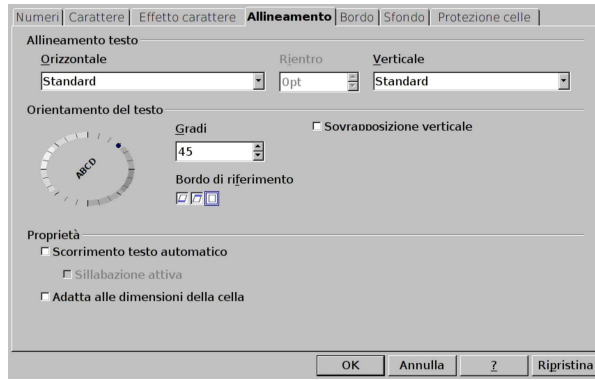 Numeri Carattere Effetto carattere Allineamento Bordo Sfondo Protezione celle
Allineamento testo
Orizzontale Rientro Verticale
Standard 0pt Standard
Orientamento del testo
Gradi Sovrapposizione verticale
ABCD 45
Bordo di riferimento
Proprietà
Scorrimento testo automatico
Sillabazione attiva
Adatta alle dimensioni della cella
OK Annulla ? Ripristina